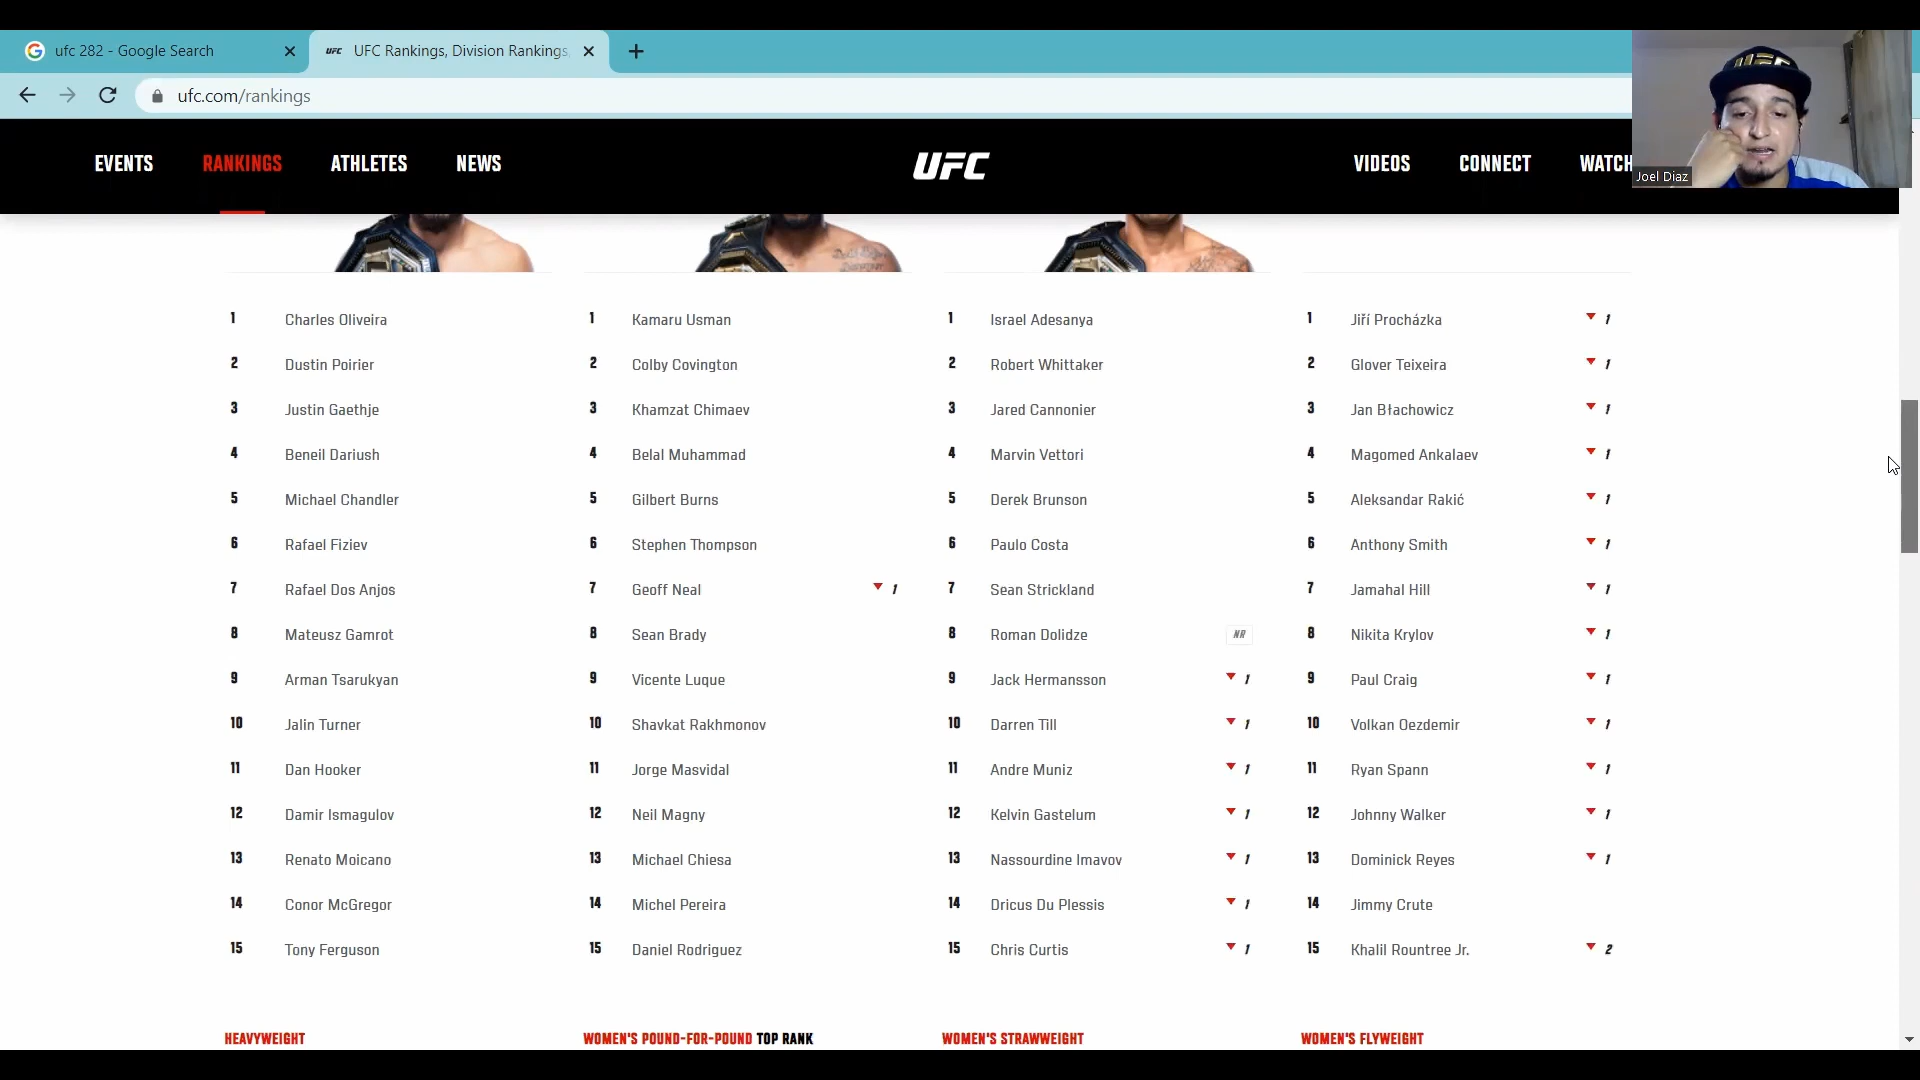 ufc 282 - Google Search
UFC UFC Rankings, Division Rankings,
ufc.com/rankings
UFC
Joel Diaz
EVENTS RANKINGS ATHLETES NEWS UFC VIDEOS CONNECT WATCH
1 Charles Oliveira
2 Dustin Poirier
3 Justin Gaethje
4 Beneil Dariush
5 Michael Chandler
6 Rafael Fiziev
7 Rafael Dos Anjos
8 Mateusz Gamrot
9 Arman Tsarukyan
10 Jalin Turner
11 Dan Hooker
12 Damir Ismagulov
13 Renato Moicano
14 Conor McGregor
15 Tony Ferguson
1 Kamaru Usman
2 Colby Covington
3 Khamzat Chimaev
4 Belal Muhammad
5 Gilbert Burns
6 Stephen Thompson
7 Geoff Neal 1
8 Sean Brady
9 Vicente Luque
10 Shavkat Rakhmonov
11 Jorge Masvidal
12 Neil Magny
13 Michael Chiesa
14 Michel Pereira
15 Daniel Rodriguez
1 Israel Adesanya
2 Robert Whittaker
3 Jared Cannonier
4 Marvin Vettori
5 Derek Brunson
6 Paulo Costa
7 Sean Strickland
8 Roman Dolidze NR
9 Jack Hermansson 1
10 Darren Till 1
11 Andre Muniz 1
12 Kelvin Gastelum 1
13 Nassourdine Imavov 1
14 Dricus Du Plessis 1
15 Chris Curtis 1
1 Jiří Procházka 1
2 Glover Teixeira 1
3 Jan Błachowicz 1
4 Magomed Ankalaev 1
5 Aleksandar Rakić 1
6 Anthony Smith 1
7 Jamahal Hill 1
8 Nikita Krylov 1
9 Paul Craig 1
10 Volkan Oezdemir 1
11 Ryan Spann 1
12 Johnny Walker 1
13 Dominick Reyes 1
14 Jimmy Crute
15 Khalil Rountree Jr. 2
HEAVYWEIGHT
WOMEN'S POUND-FOR-POUND TOP RANK
WOMEN'S STRAWWEIGHT
WOMEN'S FLYWEIGHT